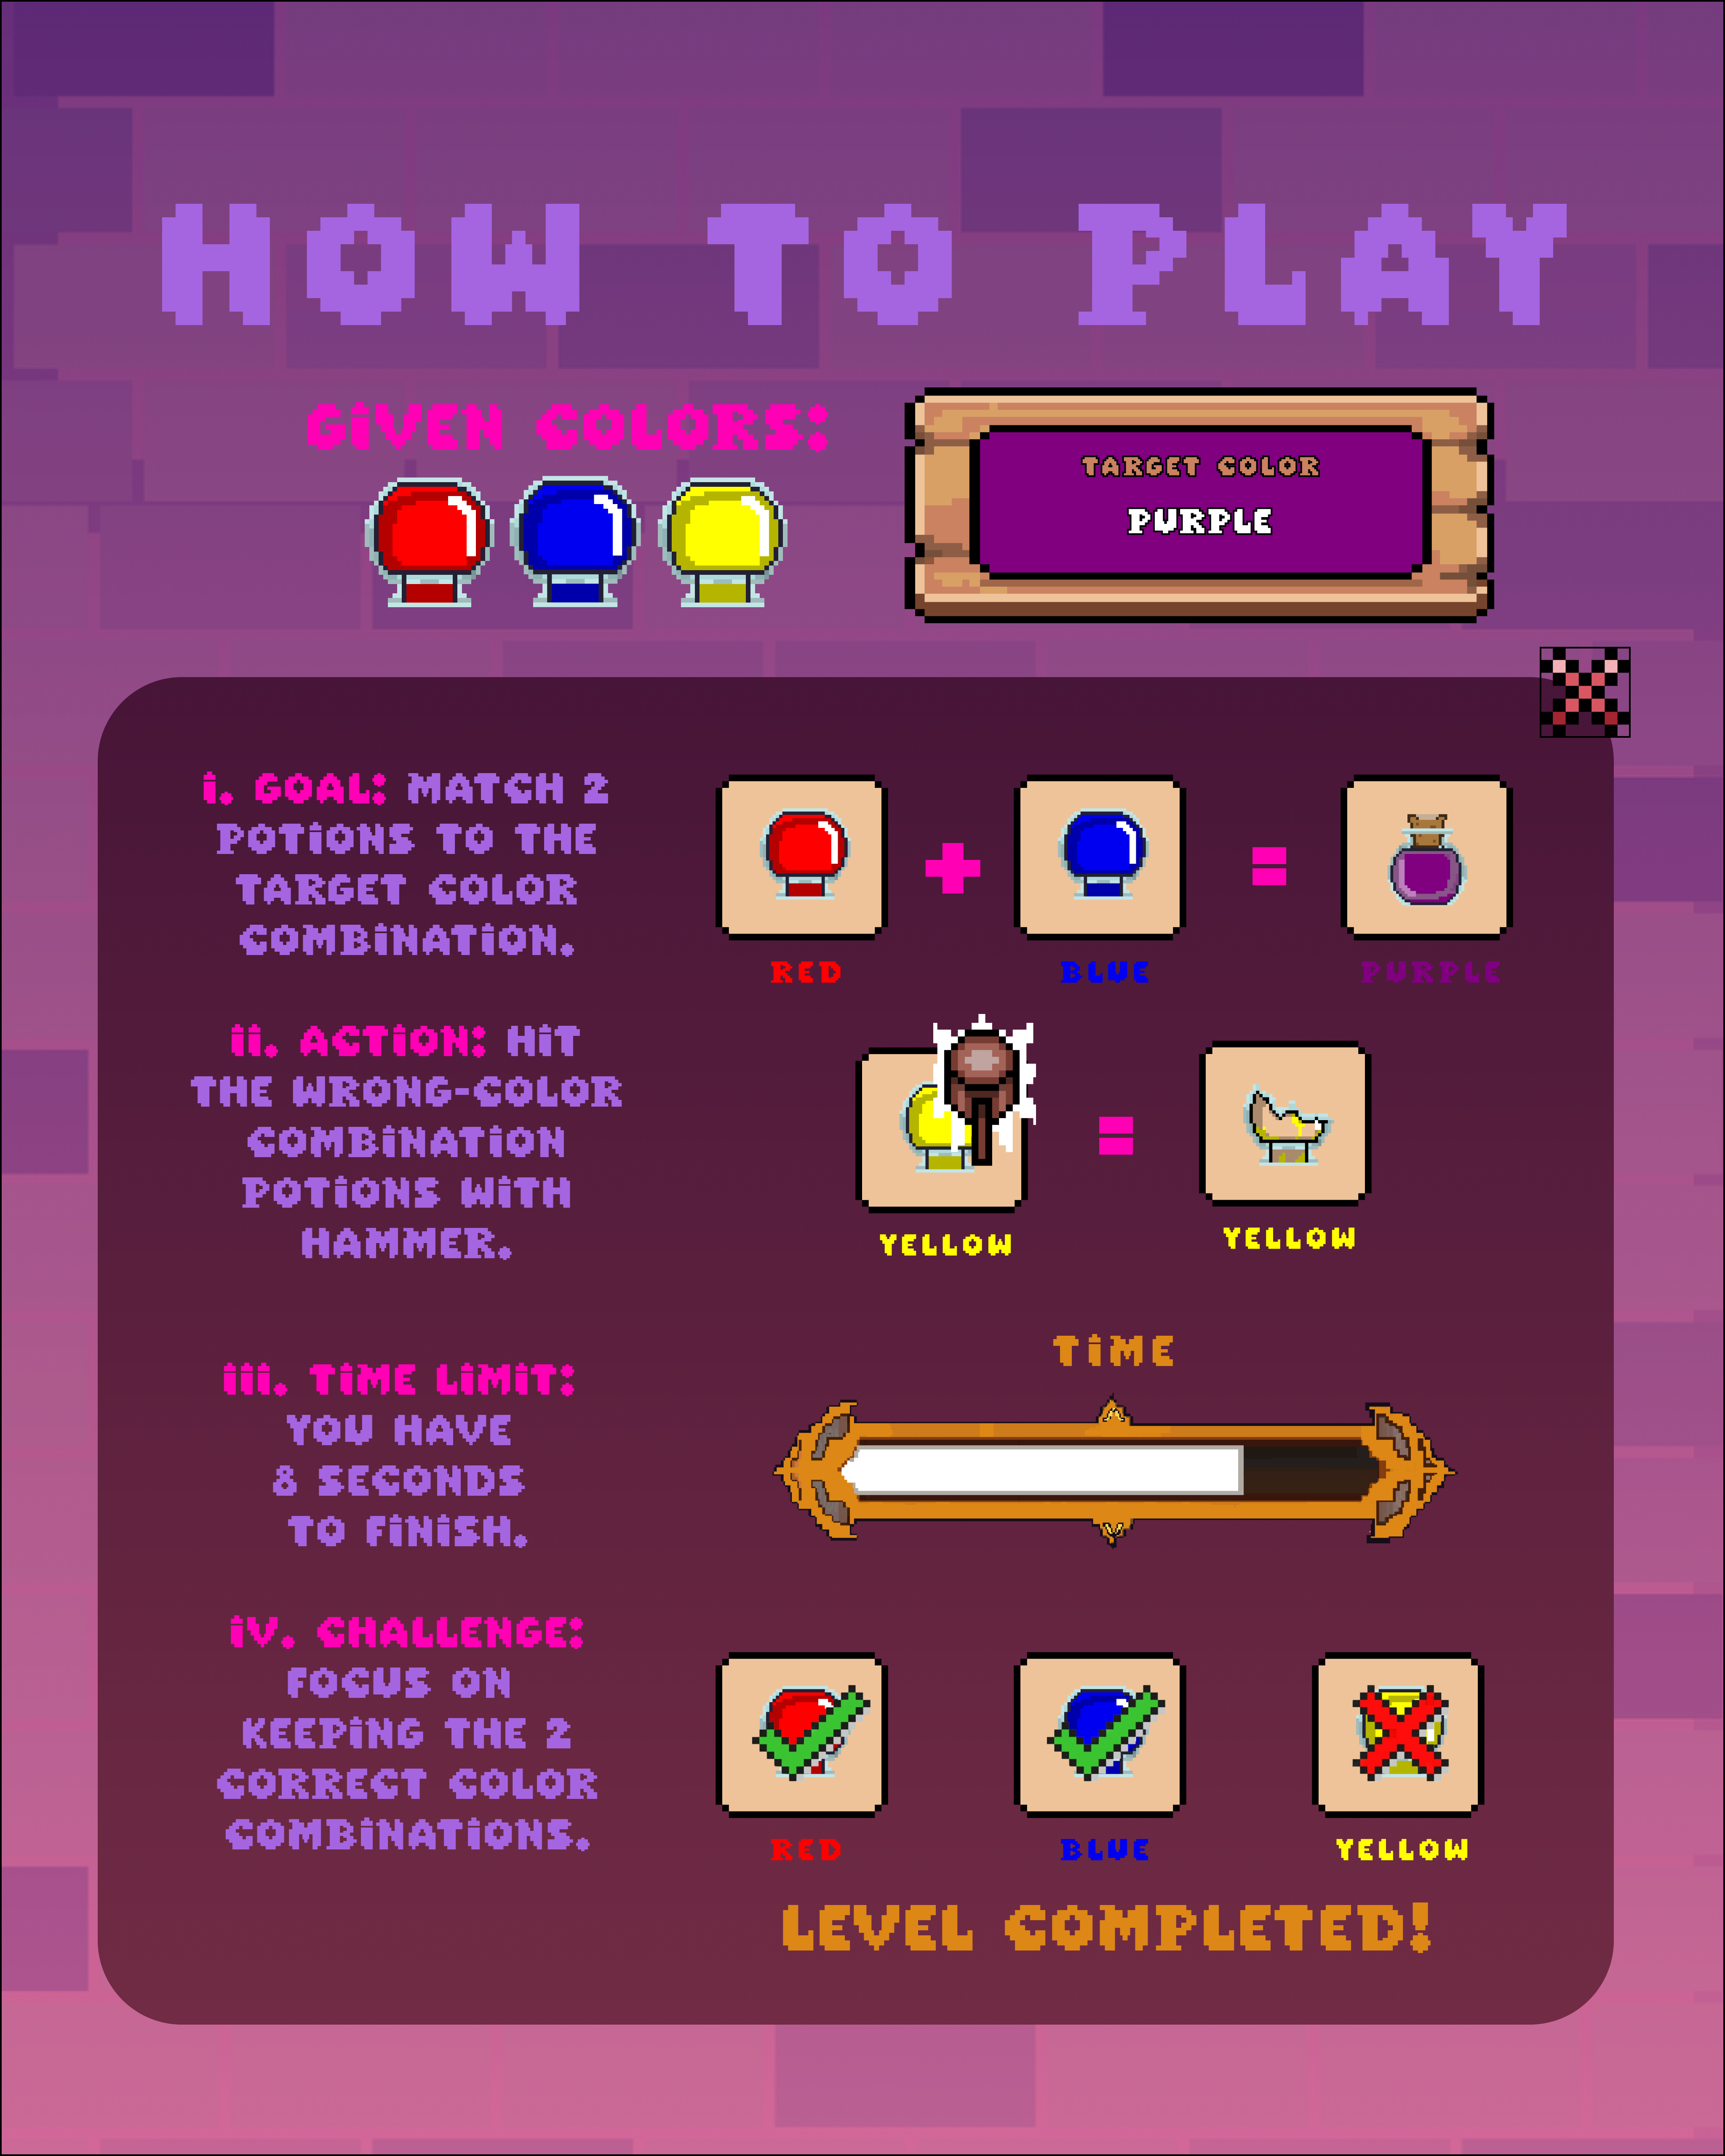 HOW TO PLAY
GIVEN COLORS:
TARGET COLOR
PURPLE
i. GOAL: MATCH 2
POTIONS TO THE
TARGET COLOR
COMBINATION.
RED
+
BLUE
=
PURPLE
ii. ACTION: HIT
THE WRONG-COLOR
COMBINATION
POTIONS WITH
HAMMER.
YELLOW
=
YELLOW
iii. TIME LIMIT:
YOU HAVE
8 SECONDS
TO FINISH.
TIME
iV. CHALLENGE:
FOCUS ON
KEEPING THE 2
CORRECT COLOR
COMBINATIONS.
RED
BLUE
YELLOW
LEVEL COMPLETED!